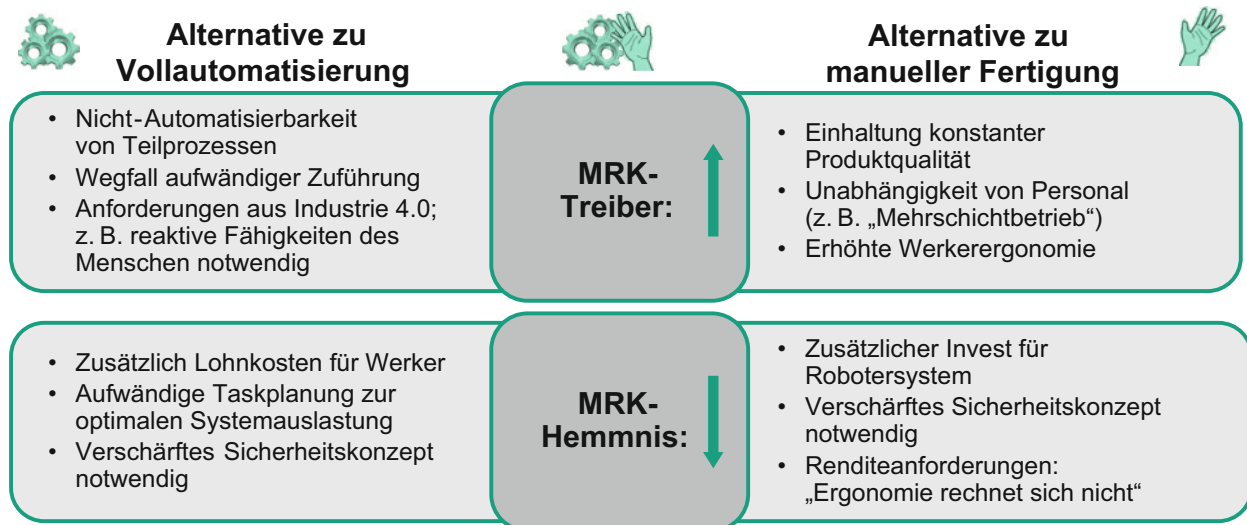 Alternative zu
Vollautomatisierung
Alternative zu
manueller Fertigung
• Nicht-Automatisierbarkeit
von Teilprozessen
• Wegfall aufwändiger Zuführung
• Anforderungen aus Industrie 4.0;
z. B. reaktive Fähigkeiten des
Menschen notwendig
MRK-
Treiber:
• Einhaltung konstanter
Produktqualität
• Unabhängigkeit von Personal
(z. B. „Mehrschichtbetrieb“)
• Erhöhte Werkerergonomie
• Zusätzlich Lohnkosten für Werker
• Aufwändige Taskplanung zur
optimalen Systemauslastung
• Verschärftes Sicherheitskonzept
notwendig
MRK-
Hemmnis:
• Zusätzlicher Invest für
Robotersystem
• Verschärftes Sicherheitskonzept
notwendig
• Renditeanforderungen:
„Ergonomie rechnet sich nicht“